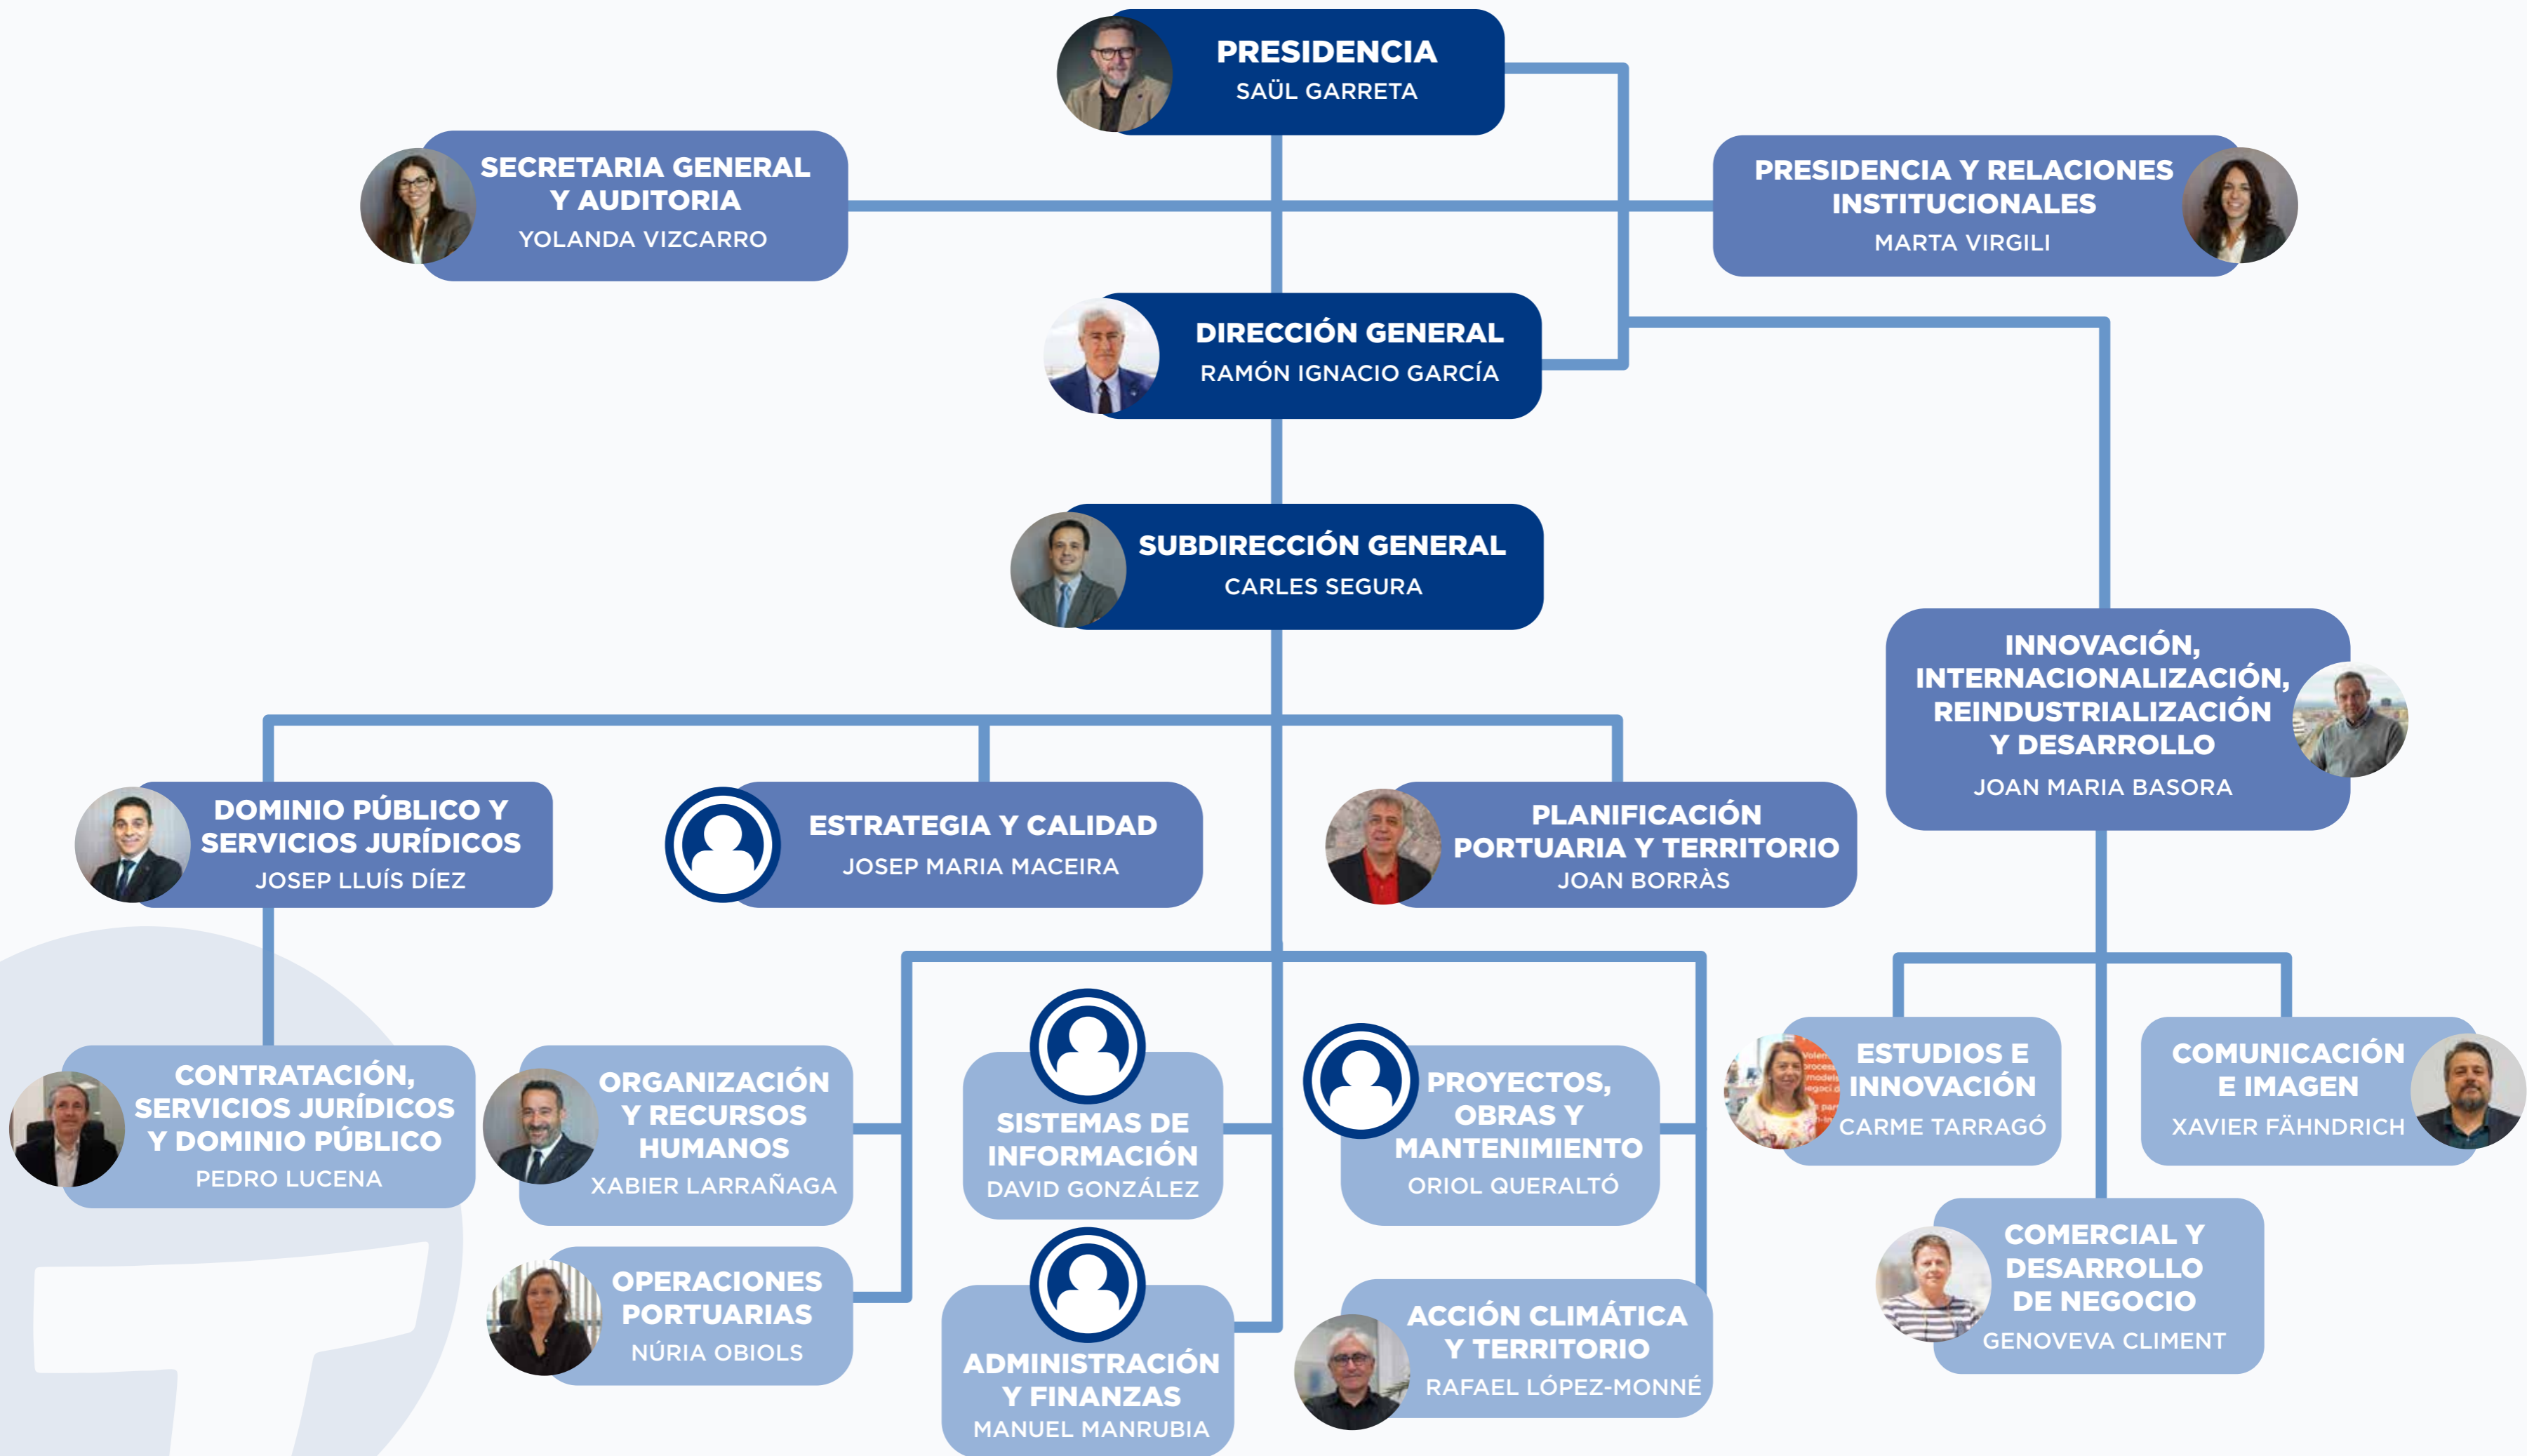 PRESIDENCIA
SAÜL GARRETA
SECRETARIA GENERAL
Y AUDITORIA
YOLANDA VIZCARRO
PRESIDENCIA Y RELACIONES
INSTITUCIONALES
MARTA VIRGILI
DIRECCIÓN GENERAL
RAMÓN IGNACIO GARCÍA
SUBDIRECCIÓN GENERAL
CARLES SEGURA
INNOVACIÓN,
INTERNACIONALIZACIÓN,
REINDUSTRIALIZACIÓN
Y DESARROLLO
JOAN MARIA BASORA
DOMINIO PÚBLICO Y
SERVICIOS JURÍDICOS
JOSEP LLUÍS DÍEZ
ESTRATEGIA Y CALIDAD
JOSEP MARIA MACEIRA
PLANIFICACIÓN
PORTUARIA Y TERRITORIO
JOAN BORRÀS
CONTRATACIÓN,
SERVICIOS JURÍDICOS
Y DOMINIO PÚBLICO
PEDRO LUCENA
ORGANIZACIÓN
Y RECURSOS
HUMANOS
XABIER LARRAÑAGA
SISTEMAS DE
INFORMACIÓN
DAVID GONZÁLEZ
PROYECTOS,
OBRAS Y
MANTENIMIENTO
ORIOL QUERALTÓ
ESTUDIOS E
INNOVACIÓN
CARME TARRAGÓ
COMUNICACIÓN
E IMAGEN
XAVIER FÄHNDRICH
OPERACIONES
PORTUARIAS
NÚRIA OBIOLS
ADMINISTRACIÓN
Y FINANZAS
MANUEL MANRUBIA
ACCIÓN CLIMÁTICA
Y TERRITORIO
RAFAEL LÓPEZ-MONNÉ
COMERCIAL Y
DESARROLLO
DE NEGOCIO
GENOVEVA CLIMENT